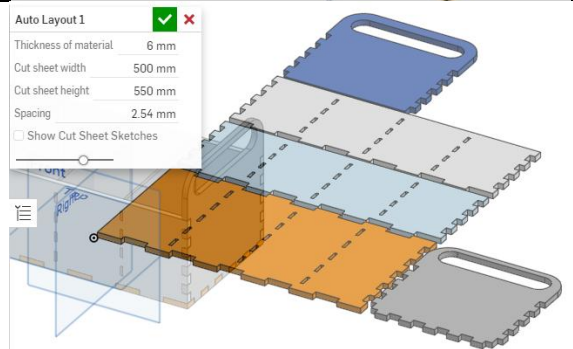 Auto Layout 1
Thickness of material 6 mm
Cut sheet width 500 mm
Cut sheet height 550 mm
Spacing 2.54 mm
Show Cut Sheet Sketches